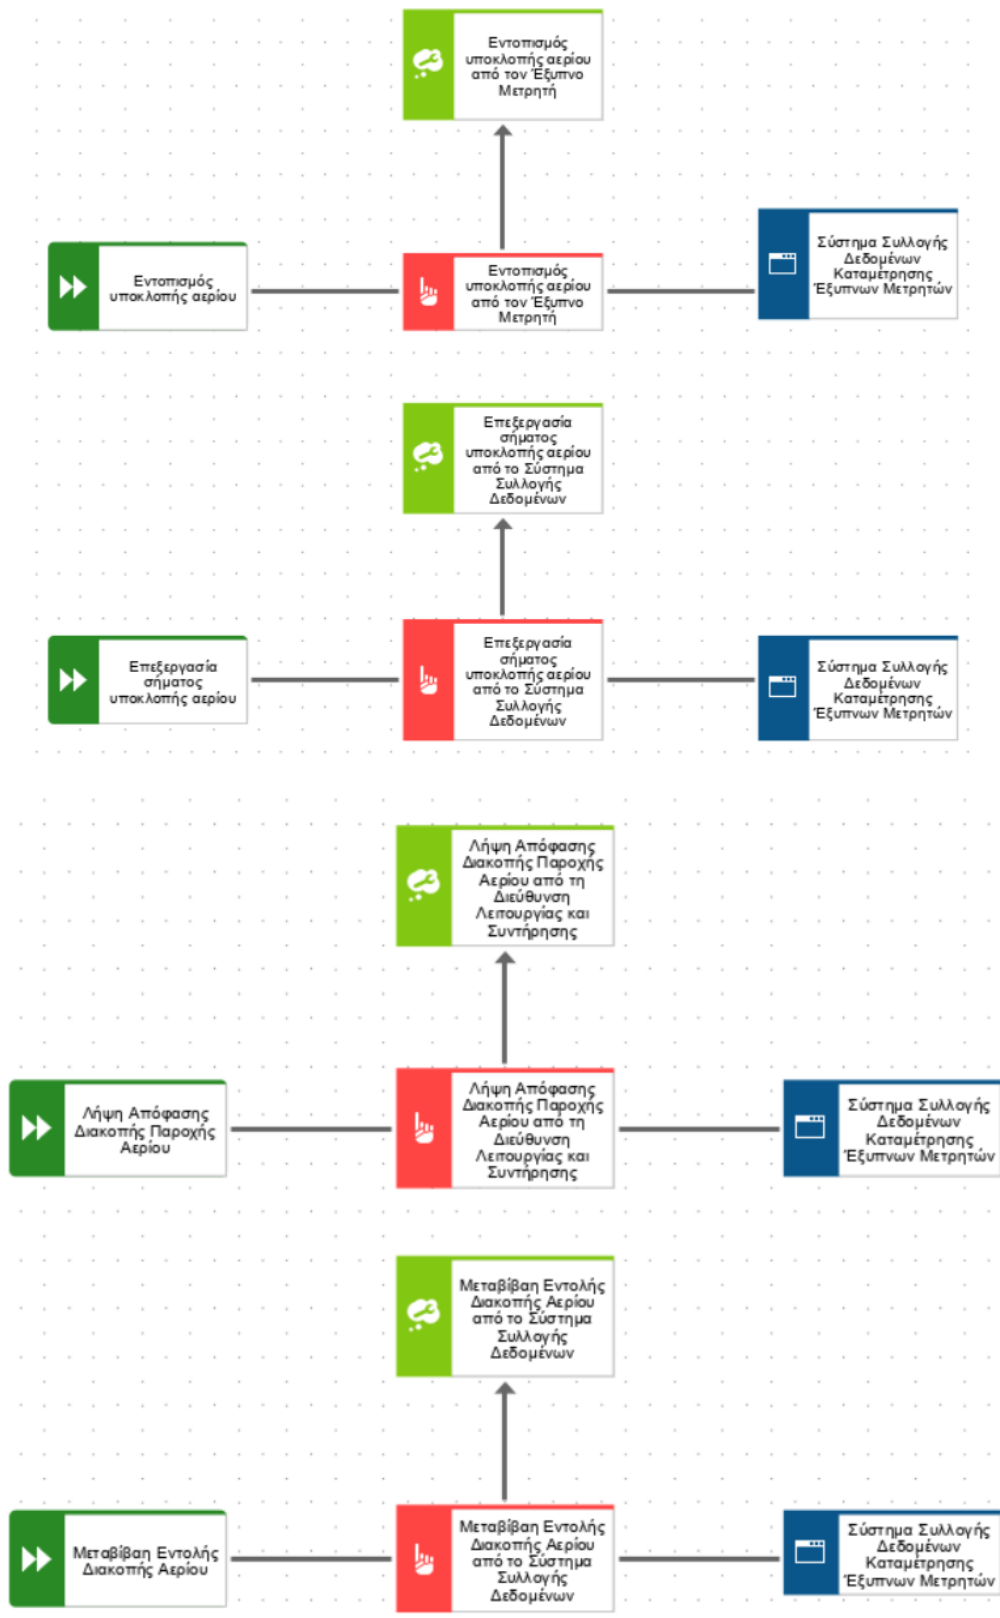 Εντοπισμός
υποκλοπής αερίου
από τον Έξυπνο
Μετρητή
Εντοπισμός
υποκλοπής αερίου
Εντοπισμός
υποκλοπής αερίου
από τον Έξυπνο
Μετρητή
Σύστημα Συλλογής
Δεδομένων
Καταμέτρησης
Έξυπνων Μετρητών
Επεξεργασία
σήματος
υποκλοπής αερίου
από το Σύστημα
Συλλογής
Δεδομένων
Επεξεργασία
σήματος
υποκλοπής αερίου
Επεξεργασία
σήματος
υποκλοπής αερίου
από το Σύστημα
Συλλογής
Δεδομένων
Σύστημα Συλλογής
Δεδομένων
Καταμέτρησης
Έξυπνων Μετρητών
Λήψη Απόφασης
Διακοπής Παροχής
Αερίου από τη
Διεύθυνση
Λειτουργίας και
Συντήρησης
Λήψη Απόφασης
Διακοπής Παροχής
Αερίου
Λήψη Απόφασης
Διακοπής Παροχής
Αερίου από τη
Διεύθυνση
Λειτουργίας και
Συντήρησης
Σύστημα Συλλογής
Δεδομένων
Καταμέτρησης
Έξυπνων Μετρητών
Μεταβίβαη Εντολής
Διακοπής Αερίου
από το Σύστημα
Συλλογής
Δεδομένων
Μεταβίβαη Εντολής
Διακοπής Αερίου
Μεταβίβαη Εντολής
Διακοπής Αερίου
από το Σύστημα
Συλλογής
Δεδομένων
Σύστημα Συλλογής
Δεδομένων
Καταμέτρησης
Έξυπνων Μετρητών